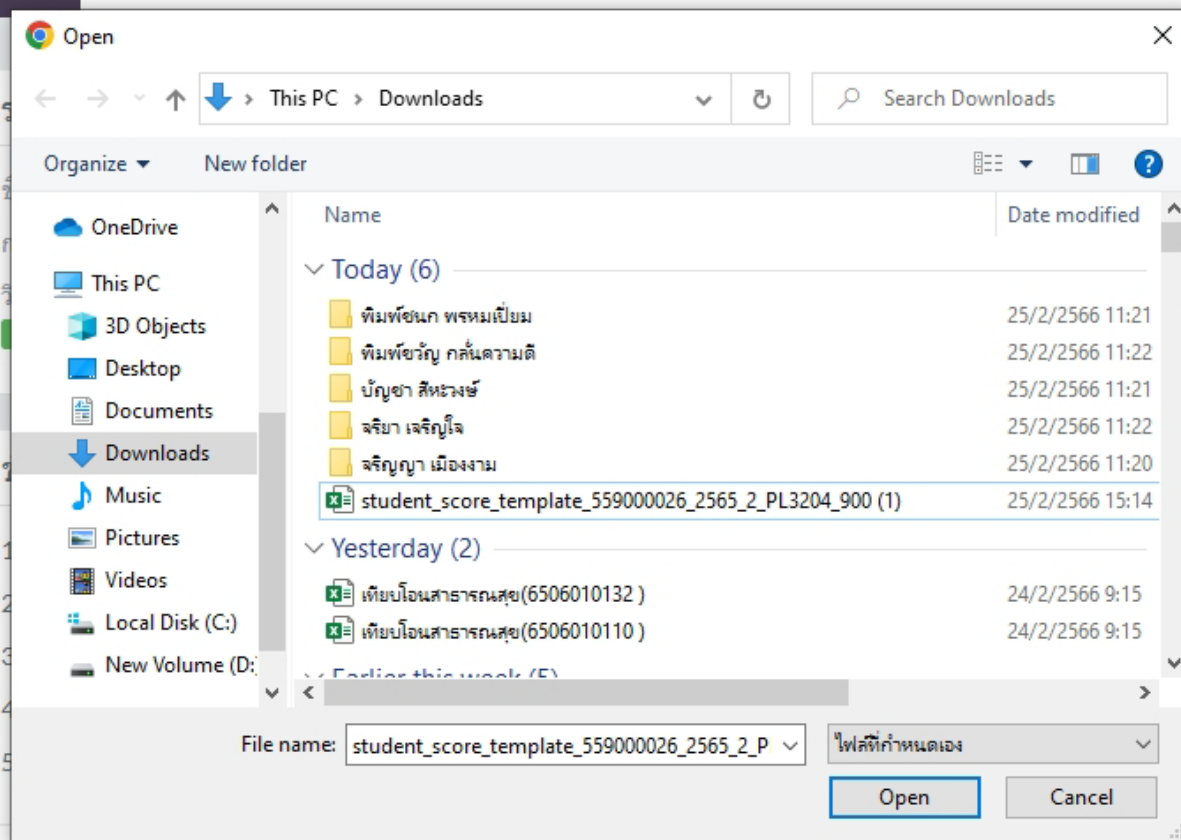 Open
This PC > Downloads
Search Downloads
Organize
New folder
?
OneDrive
This PC
3D Objects
Desktop
Documents
Downloads
Music
Pictures
Videos
Local Disk (C:)
New Volume (D:)
Name Date modified
Today (6)
พิมพ์ชนก พรหมเปี่ยม 25/2/2566 11:21
พิมพ์ขวัญ กลั่นความดี 25/2/2566 11:22
บัญชา สีหะวงษ์ 25/2/2566 11:21
จริยา เจริญใจ 25/2/2566 11:22
จริญญา เมืองงาม 25/2/2566 11:20
student_score_template_559000026_2565_2_PL3204_900 (1) 25/2/2566 15:14
Yesterday (2)
เทียบโอนสาธารณสุข(6506010132 ) 24/2/2566 9:15
เทียบโอนสาธารณสุข(6506010110 ) 24/2/2566 9:15
Earlier this week (5)
File name: student_score_template_559000026_2565_2_P
ไฟล์ที่กำหนดเอง
Open
Cancel